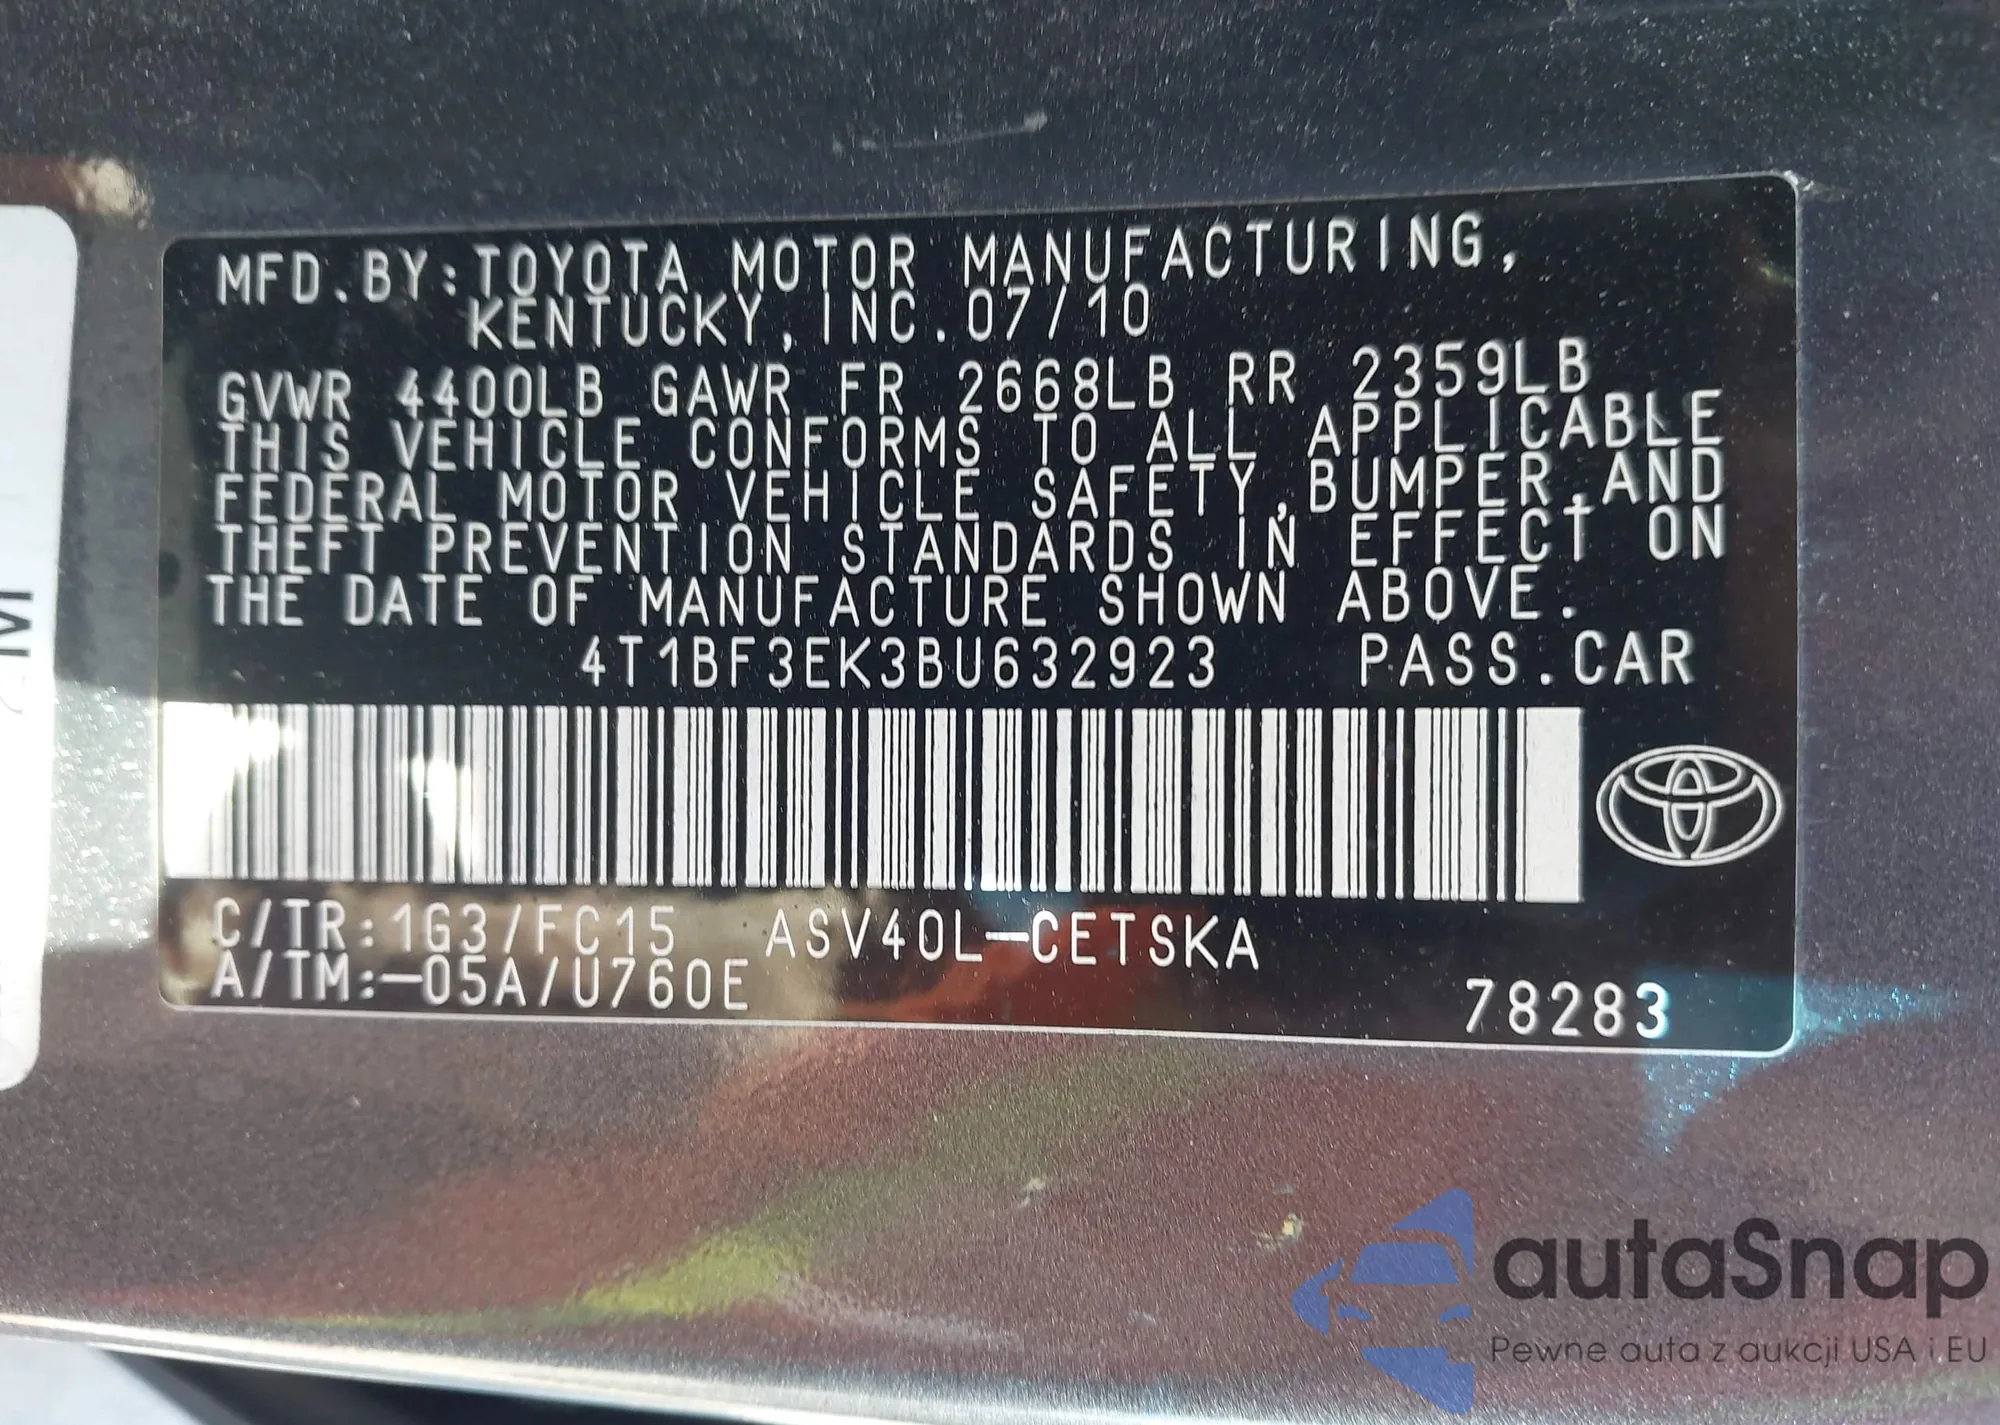 MFD.BY:TOYOTA MOTOR MANUFACTURING,
KENTUCKY, INC.07/10
GVWR 4400LB GAWR FR 2668LB RR 2359LB
THIS VEHICLE CONFORMS TO ALL APPLICABLE
FEDERAL MOTOR VEHICLE SAFETY,BUMPER,AND
THEFT PREVENTION STANDARDS IN EFFECT ON
THE DATE OF MANUFACTURE SHOWN ABOVE.
4T1BF3EK3BU632923 PASS.CAR
C/TR:1G3/FC15 ASV40L-CETSKA
A/TM:-05A/U760E
78283
autaSnap
Pewne auta z aukcji USA i EU